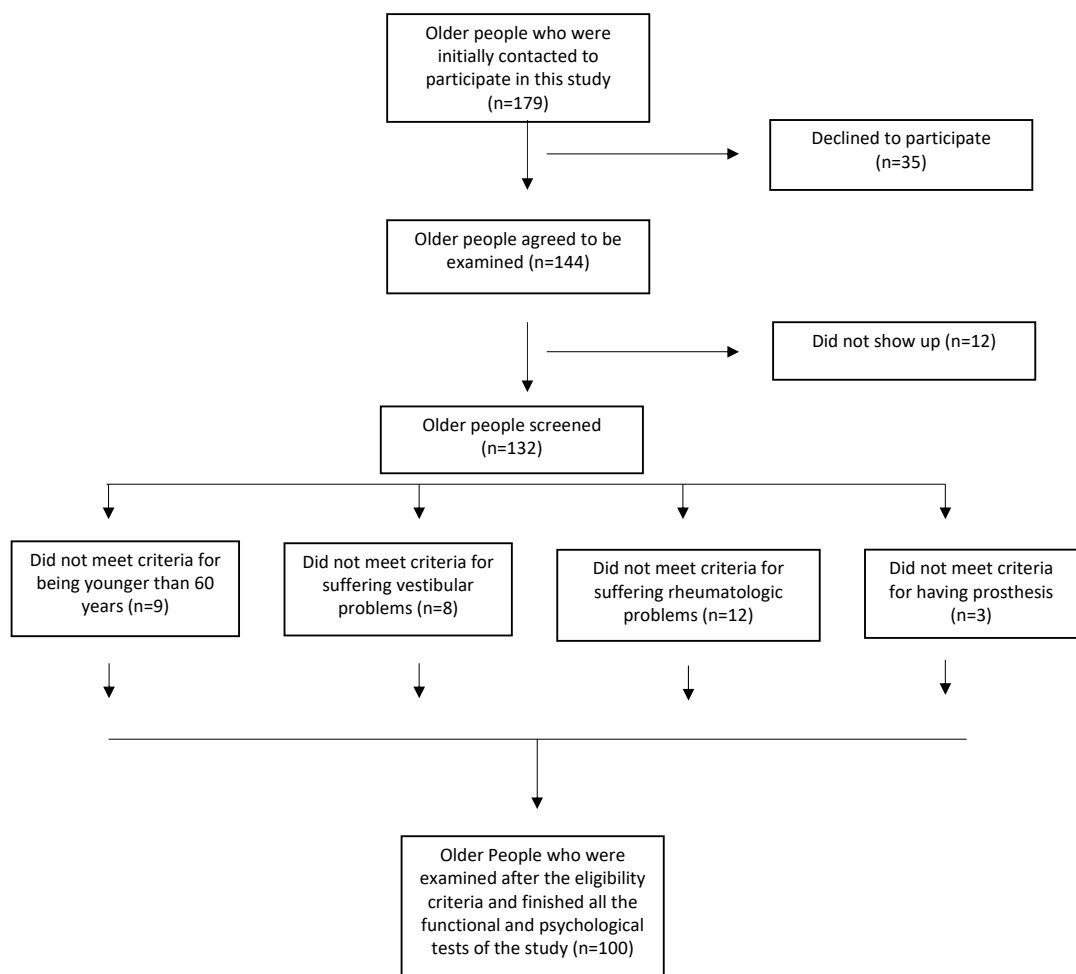 Older people who were
initially contacted to
participate in this study
(n=179)
Declined to participate
(n=35)
Older people agreed to be
examined (n=144)
Did not show up (n=12)
Older people screened
(n=132)
Did not meet criteria for
being younger than 60
years (n=9)
Did not meet criteria for
suffering vestibular
problems (n=8)
Did not meet criteria for
suffering rheumatologic
problems (n=12)
Did not meet criteria
for having prosthesis
(n=3)
Older People who were
examined after the eligibility
criteria and finished all the
functional and psychological
tests of the study (n=100)